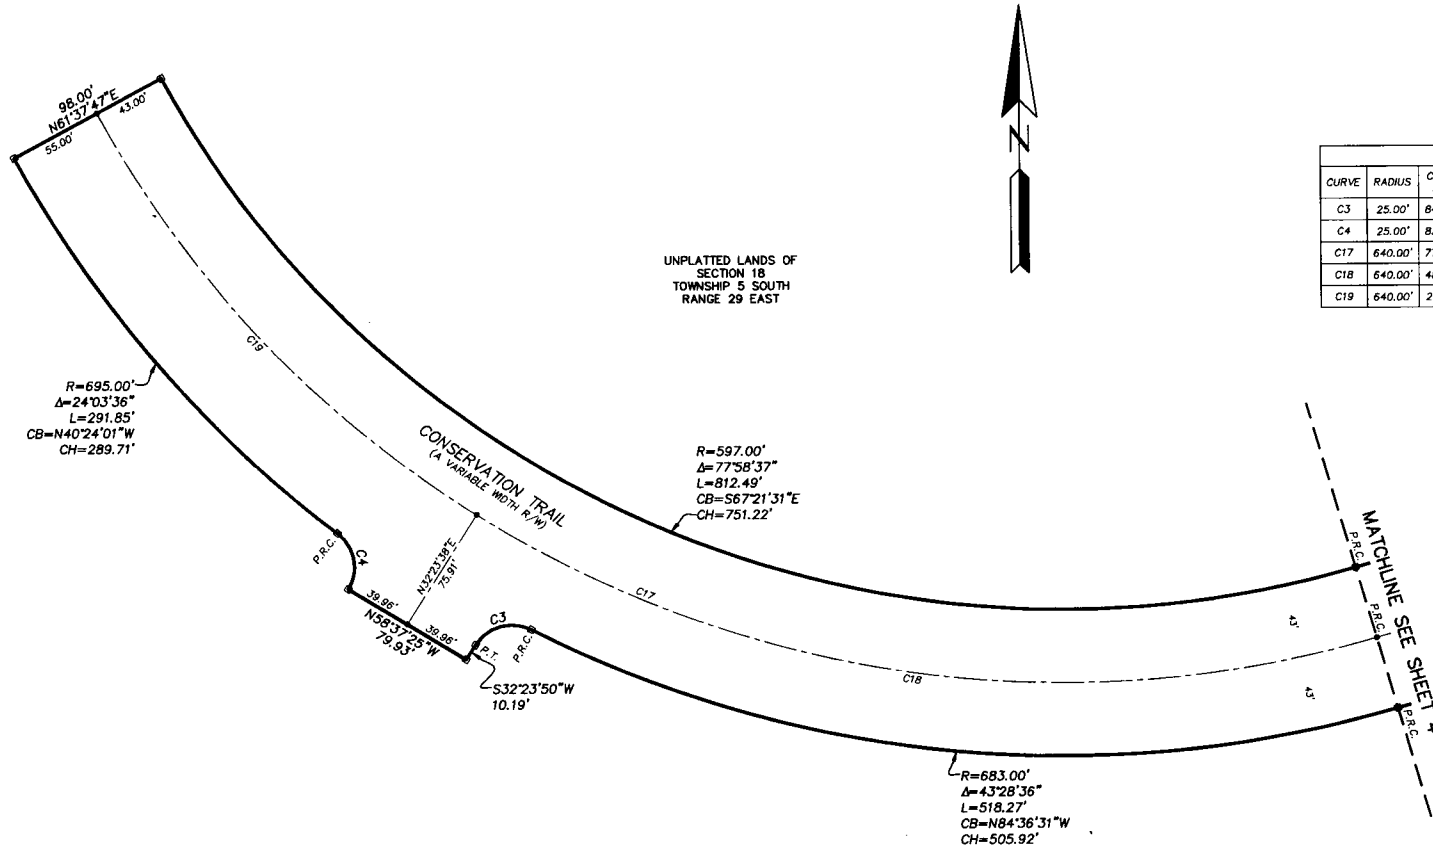 98.00'
N61°37'47"E
43.00'
55.00'
N
CURVE RADIUS
C3 25.00'
C4 25.00'
C17 640.00'
C18 640.00'
C19 640.00'
UNPLATTED LANDS OF
SECTION 18
TOWNSHIP 5 SOUTH
RANGE 29 EAST
C19
R=695.00'
Δ=24°03'36"
L=291.85'
CB=N40°24'01"W
CH=289.71'
CONSERVATION TRAIL
(A VARIABLE WIDTH R/W)
R=597.00'
Δ=77°58'37"
L=812.49'
CB=S67°21'31"E
CH=751.22'
P.R.C.
C4
N32°23'38"E
75.91'
C17
39.96'
39.96'
N58°37'25"W
79.93'
C3
P.T.
P.R.C.
S32°23'50"W
10.19'
C18
43'
43'
P.R.C.
P.R.C.
P.R.C.
MATCHLINE SEE SHEET 4
R=683.00'
Δ=43°28'36"
L=518.27'
CB=N84°36'31"W
CH=505.92'